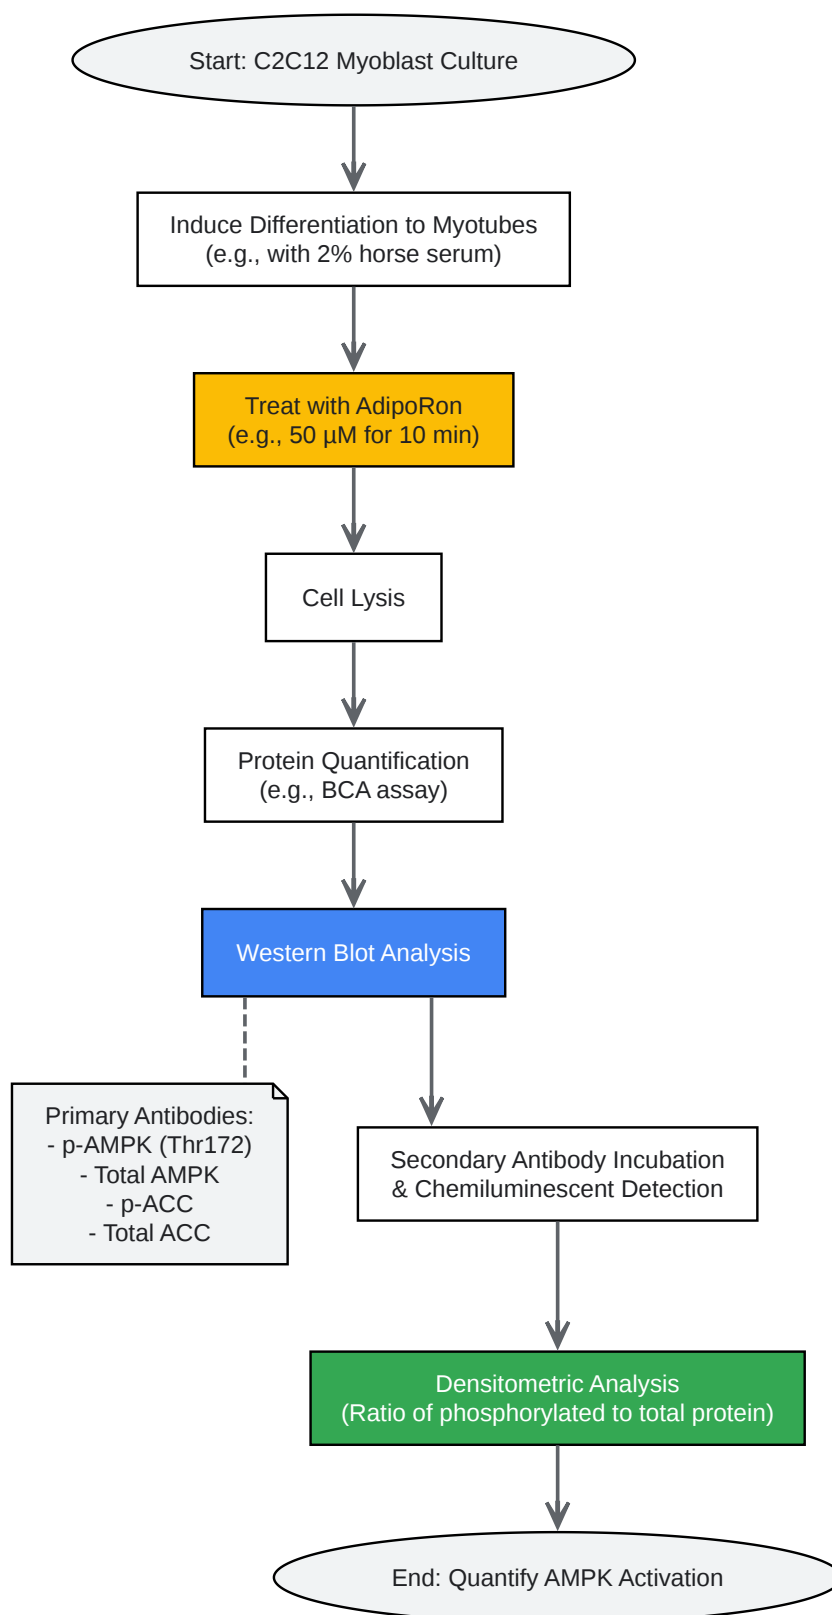 Start: C2C12 Myoblast Culture
Induce Differentiation to Myotubes
(e.g., with 2% horse serum)
Treat with AdipoRon
(e.g., 50 µM for 10 min)
Cell Lysis
Protein Quantification
(e.g., BCA assay)
Western Blot Analysis
Primary Antibodies:
- p-AMPK (Thr172)
- Total AMPK
- p-ACC
- Total ACC
Secondary Antibody Incubation
& Chemiluminescent Detection
Densitometric Analysis
(Ratio of phosphorylated to total protein)
End: Quantify AMPK Activation